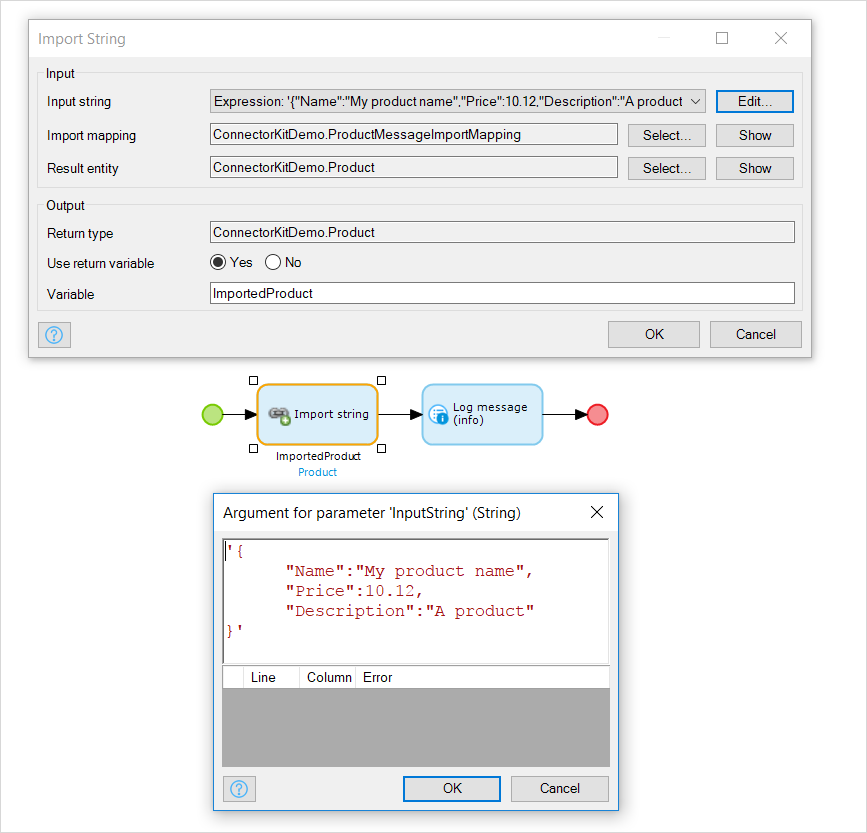 Import String
Input
Input string
Expression: '{"Name":"My product name","Price":10.12,"Description":"A product
Edit...
Import mapping
ConnectorKitDemo.ProductMessageImportMapping
Select...
Show
Result entity
ConnectorKitDemo.Product
Select...
Show
Output
Return type
ConnectorKitDemo.Product
Use return variable
Yes
No
Variable
ImportedProduct
?
OK
Cancel
Import string
Log message
(info)
ImportedProduct
Product
Argument for parameter 'InputString' (String)
'{
"Name":"My product name",
"Price":10.12,
"Description":"A product"
}'
Line
Column
Error
?
OK
Cancel